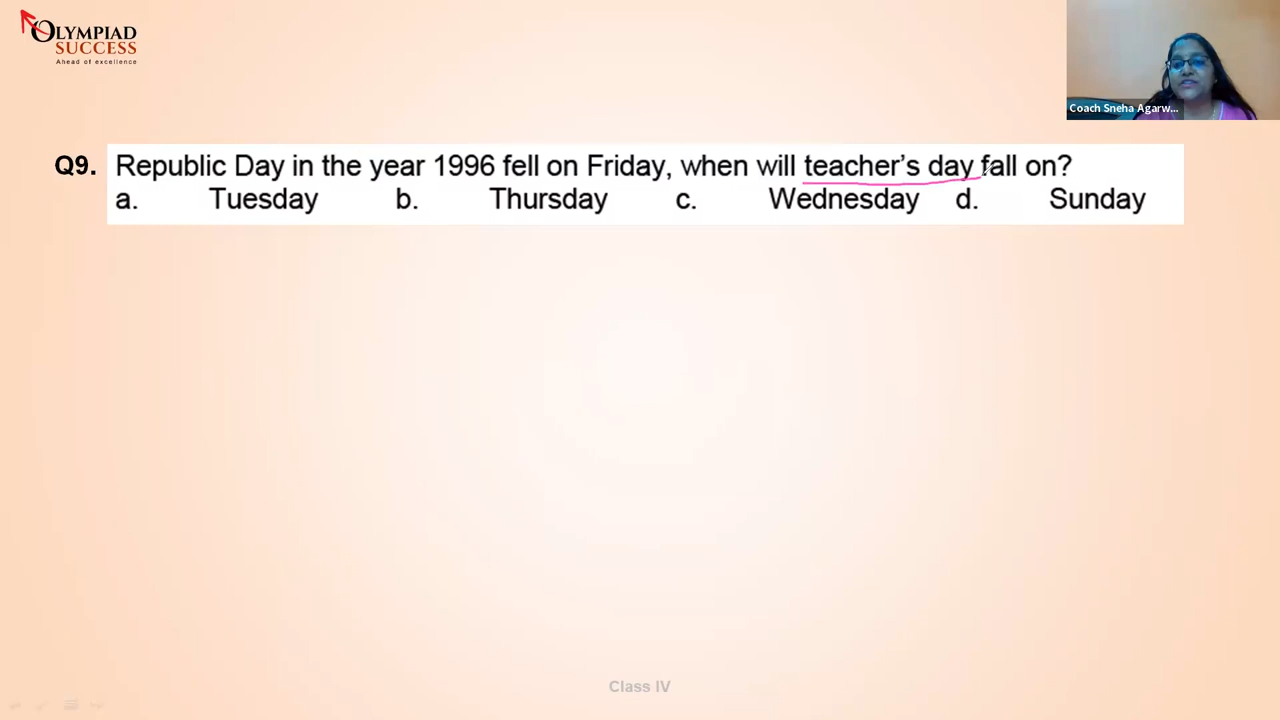 OLYMPIAD
SUCCESS
Ahead of excellence
Coach Sneha Agarw...
Q9. Republic Day in the year 1996 fell on Friday, when will teacher's day fall on?
a. Tuesday b. Thursday c. Wednesday d. Sunday
Class IV